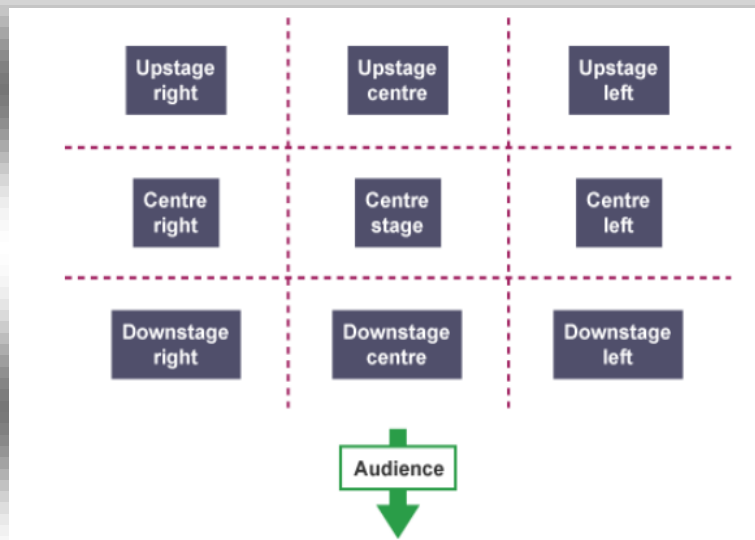 Upstage
right
Upstage
centre
Upstage
left
Centre
right
Centre
stage
Centre
left
Downstage
right
Downstage
centre
Downstage
left
Audience